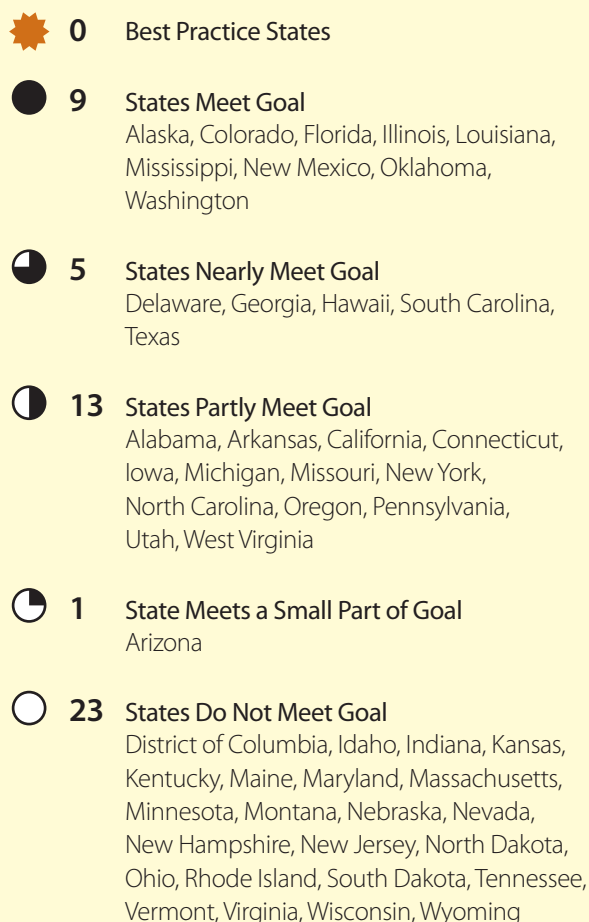 0 Best Practice States
9 States Meet Goal
Alaska, Colorado, Florida, Illinois, Louisiana,
Mississippi, New Mexico, Oklahoma,
Washington
5 States Nearly Meet Goal
Delaware, Georgia, Hawaii, South Carolina,
Texas
13 States Partly Meet Goal
Alabama, Arkansas, California, Connecticut,
Iowa, Michigan, Missouri, New York,
North Carolina, Oregon, Pennsylvania,
Utah, West Virginia
1 State Meets a Small Part of Goal
Arizona
23 States Do Not Meet Goal
District of Columbia, Idaho, Indiana, Kansas,
Kentucky, Maine, Maryland, Massachusetts,
Minnesota, Montana, Nebraska, Nevada,
New Hampshire, New Jersey, North Dakota,
Ohio, Rhode Island, South Dakota, Tennessee,
Vermont, Virginia, Wisconsin, Wyoming